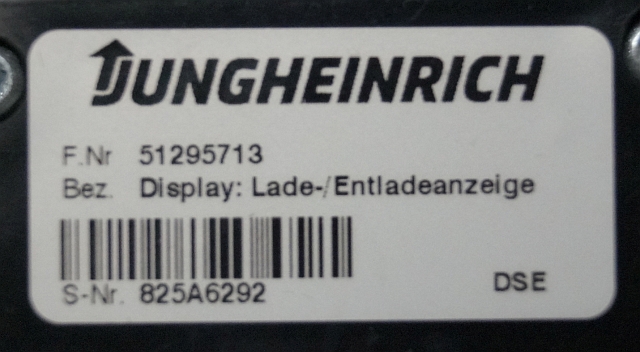 JUNGHEINRICH
F.Nr 51295713
Bez. Display: Lade-/Entladeanzeige
S-Nr. 825A6292
DSE